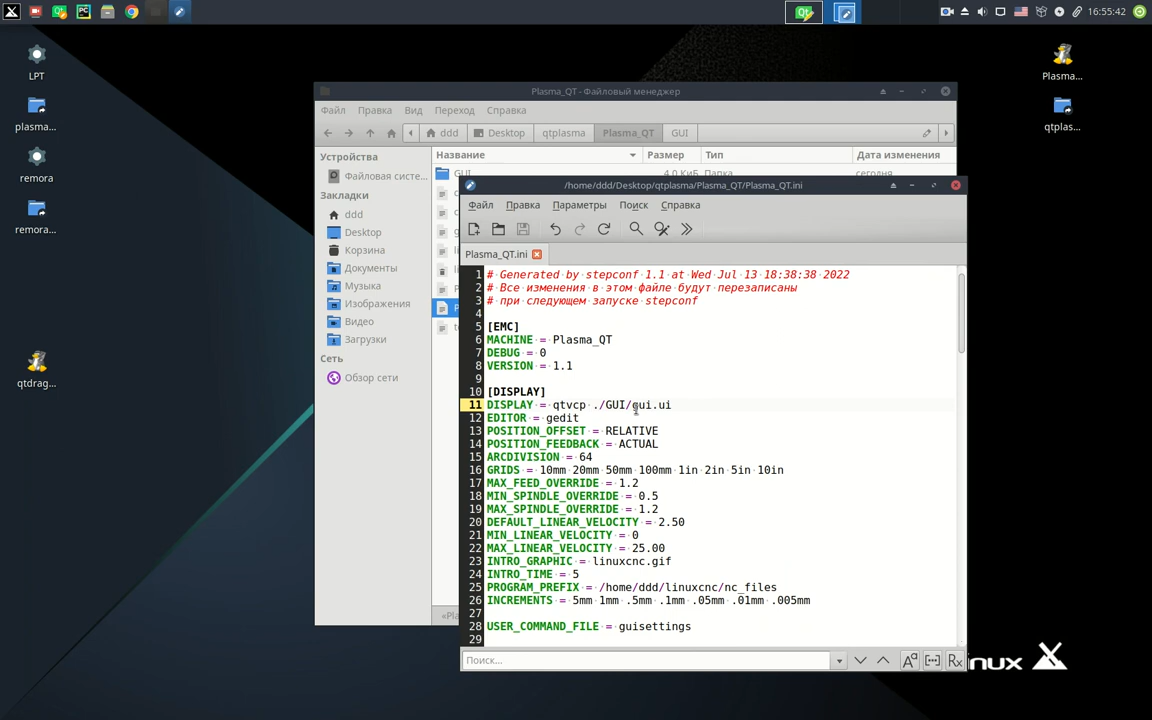 16:55:42
LPT
plasma...
remora
remora...
qtdrag...
Plasma...
qtplas...
Plasma_QT - Файловый менеджер
Файл Правка Вид Переход Справка
ddd Desktop qtplasma Plasma_QT GUI
Устройства
Файловая систе...
Закладки
ddd
Desktop
Корзина
Документы
Музыка
Изображения
Видео
Загрузки
Сеть
Обзор сети
Название Размер Тип Дата изменения
GUI 4,0 КиБ Папка сегодня
/home/ddd/Desktop/qtplasma/Plasma_QT/Plasma_QT.ini
Файл Правка Параметры Поиск Справка
Plasma_QT.ini
1 # Generated by stepconf 1.1 at Wed Jul 13 18:38:38 2022
2 # Все изменения в этом файле будут перезаписаны
3 # при следующем запуске stepconf
4
5 [EMC]
6 MACHINE = Plasma_QT
7 DEBUG = 0
8 VERSION = 1.1
9
10 [DISPLAY]
11 DISPLAY = qtvcp ./GUI/gui.ui
12 EDITOR = gedit
13 POSITION_OFFSET = RELATIVE
14 POSITION_FEEDBACK = ACTUAL
15 ARCDIVISION = 64
16 GRIDS = 10mm 20mm 50mm 100mm 1in 2in 5in 10in
17 MAX_FEED_OVERRIDE = 1.2
18 MIN_SPINDLE_OVERRIDE = 0.5
19 MAX_SPINDLE_OVERRIDE = 1.2
20 DEFAULT_LINEAR_VELOCITY = 2.50
21 MIN_LINEAR_VELOCITY = 0
22 MAX_LINEAR_VELOCITY = 25.00
23 INTRO_GRAPHIC = linuxcnc.gif
24 INTRO_TIME = 5
25 PROGRAM_PREFIX = /home/ddd/linuxcnc/nc_files
26 INCREMENTS = 5mm 1mm .5mm .1mm .05mm .01mm .005mm
27
28 USER_COMMAND_FILE = guisettings
29
Поиск...
«Pla
nux